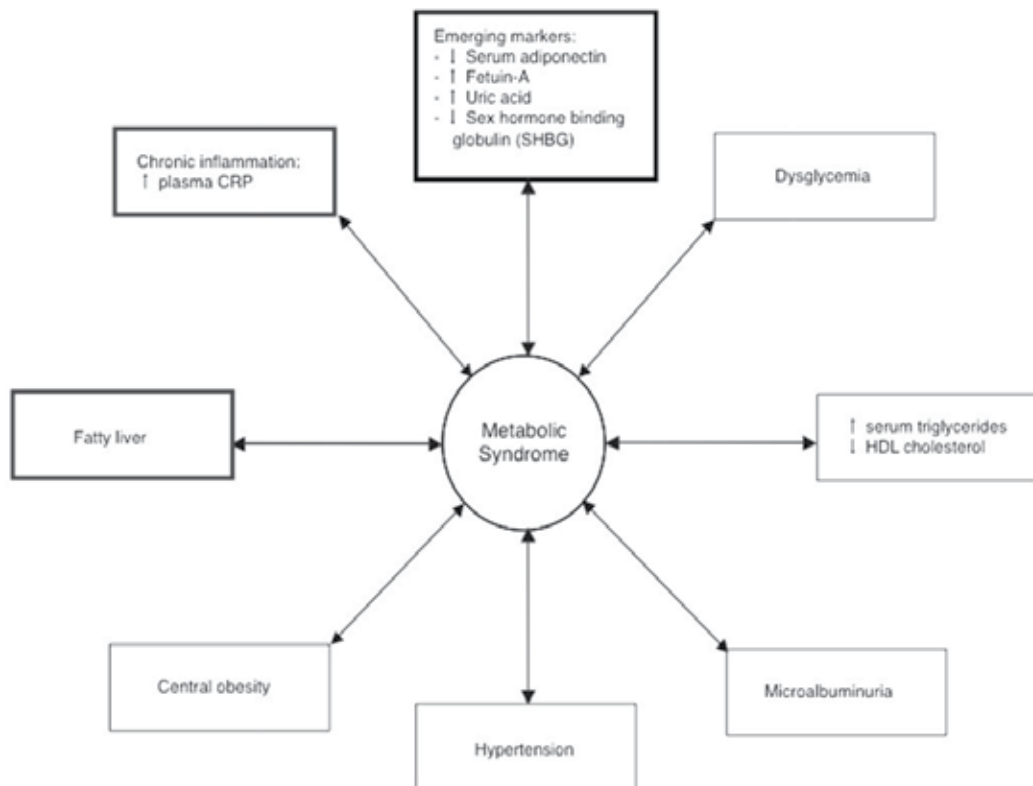 Emerging markers:
- ↓ Serum adiponectin
- ↑ Fetuin-A
- ↑ Uric acid
- ↓ Sex hormone binding
globulin (SHBG)
Chronic inflammation:
↑ plasma CRP
Dysglycemia
Fatty liver
Metabolic
Syndrome
↑ serum triglycerides
↓ HDL cholesterol
Central obesity
Microalbuminuria
Hypertension